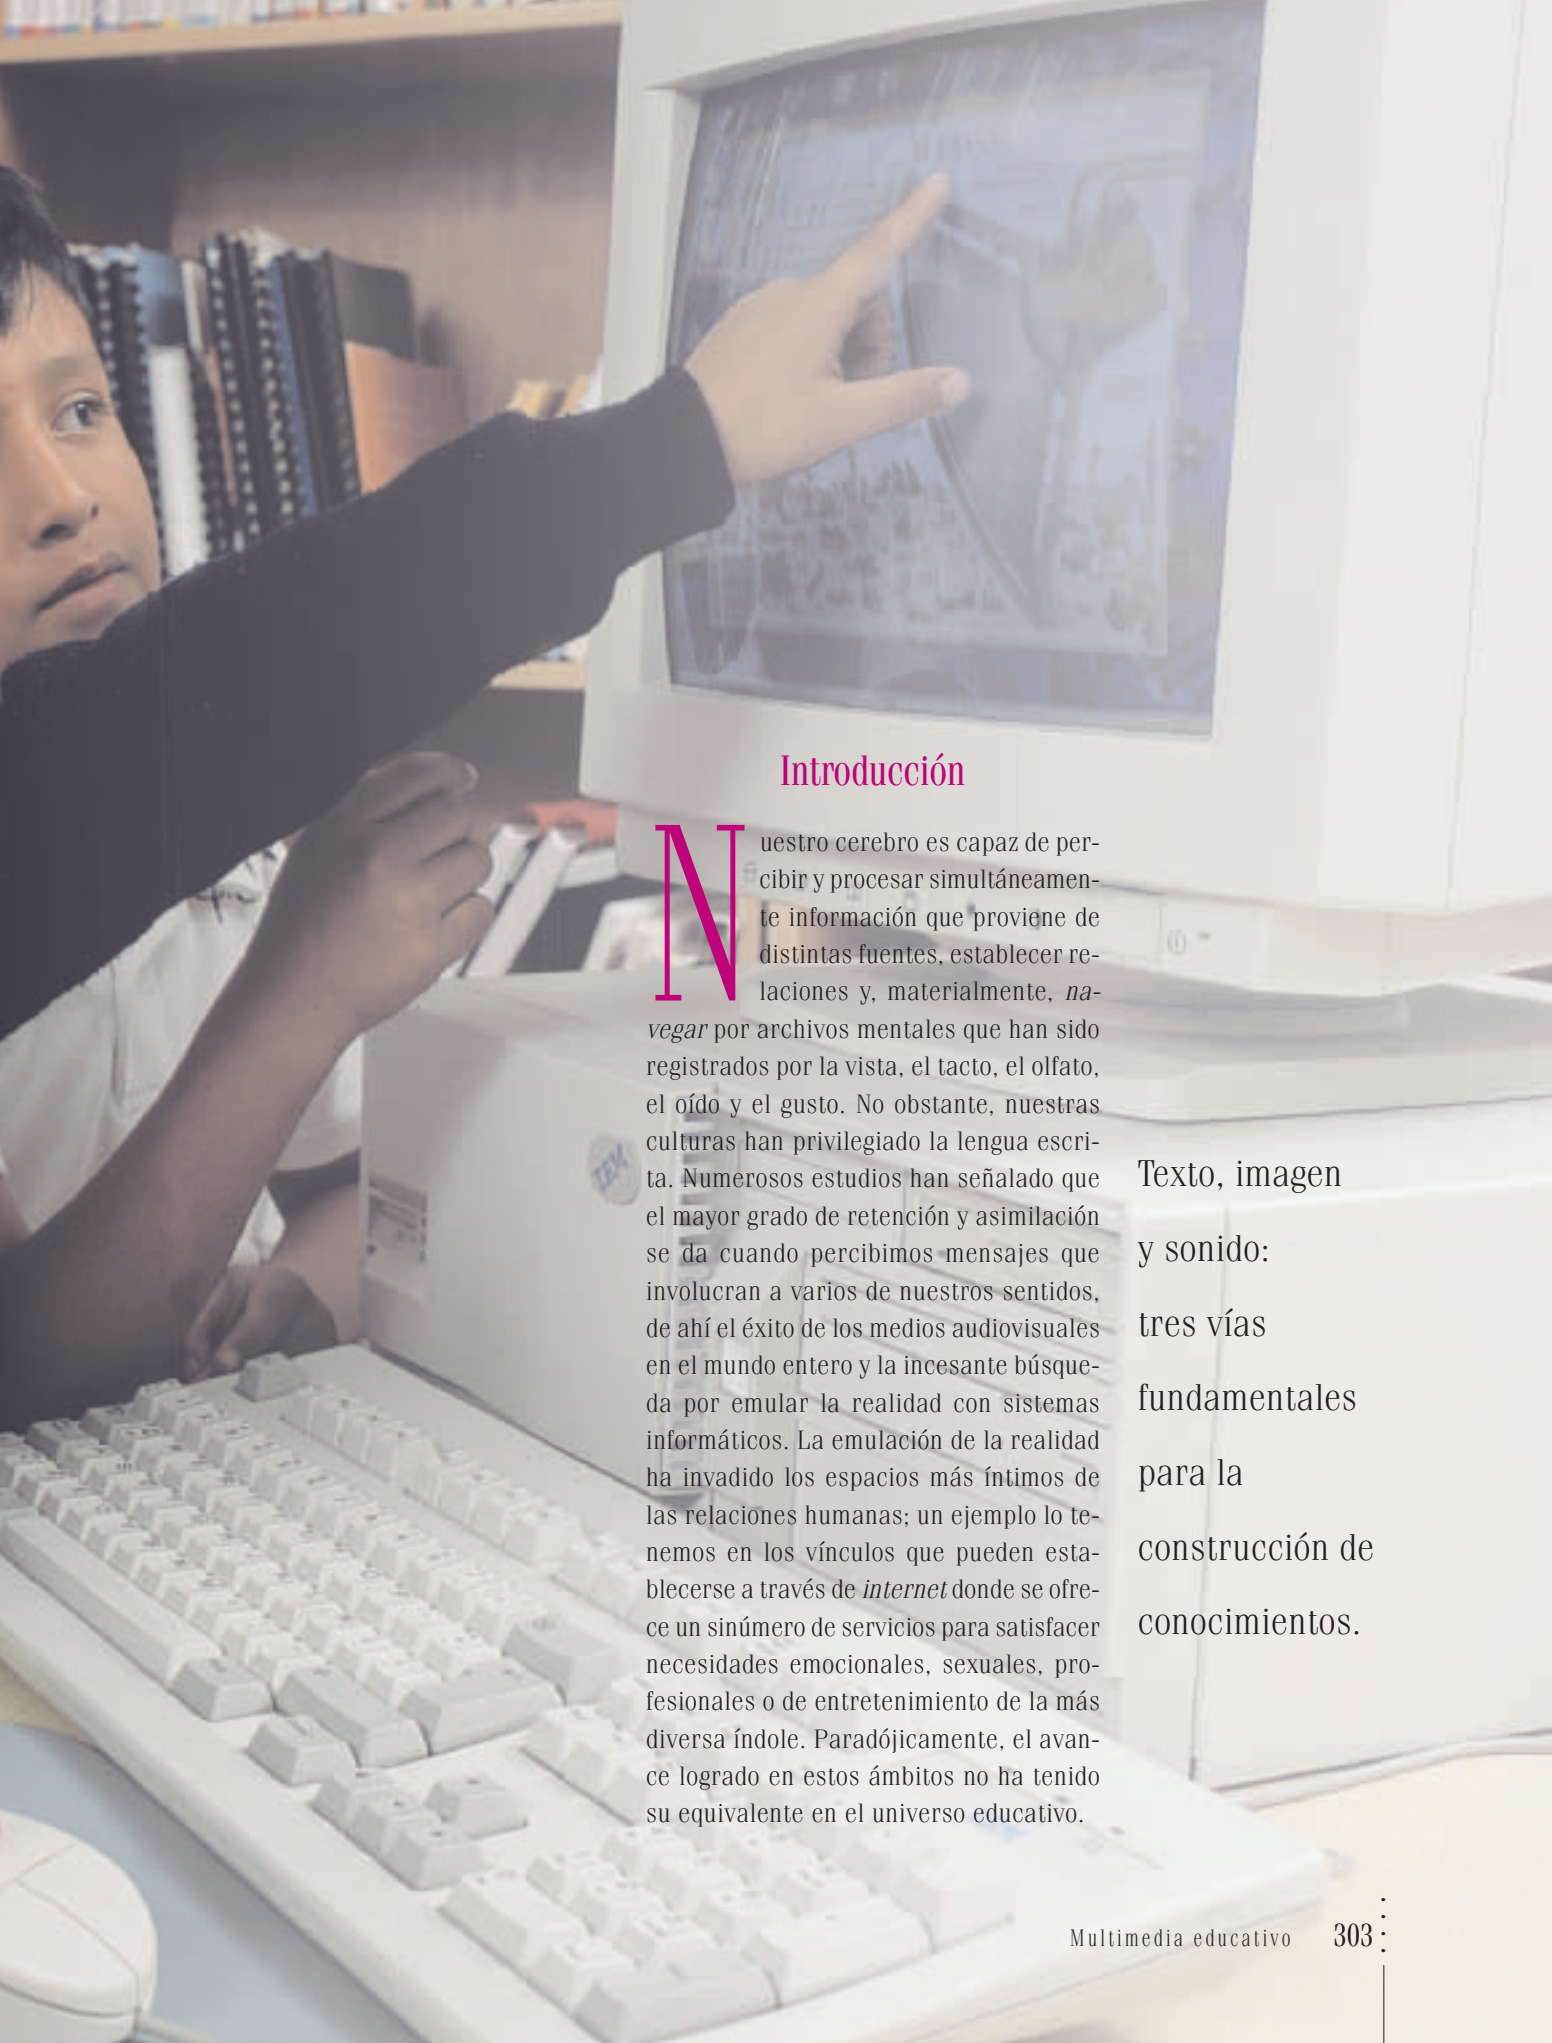 Introducción
Nuestro cerebro es capaz de per-
cibir y procesar simultáneamen-
te información que proviene de
distintas fuentes, establecer re-
laciones y, materialmente, na-
vegar por archivos mentales que han sido
registrados por la vista, el tacto, el olfato,
el oído y el gusto. No obstante, nuestras
culturas han privilegiado la lengua escri-
ta. Numerosos estudios han señalado que
el mayor grado de retención y asimilación
se da cuando percibimos mensajes que
involucran a varios de nuestros sentidos,
de ahí el éxito de los medios audiovisuales
en el mundo entero y la incesante búsque-
da por emular la realidad con sistemas
informáticos. La emulación de la realidad
ha invadido los espacios más íntimos de
las relaciones humanas; un ejemplo lo te-
nemos en los vínculos que pueden esta-
blecerse a través de internet donde se ofre-
ce un sinúmero de servicios para satisfacer
necesidades emocionales, sexuales, pro-
fesionales o de entretenimiento de la más
diversa índole. Paradójicamente, el avan-
ce logrado en estos ámbitos no ha tenido
su equivalente en el universo educativo.
Texto, imagen
y sonido:
tres vías
fundamentales
para la
construcción de
conocimientos.
IBM
Multimedia educativo 303